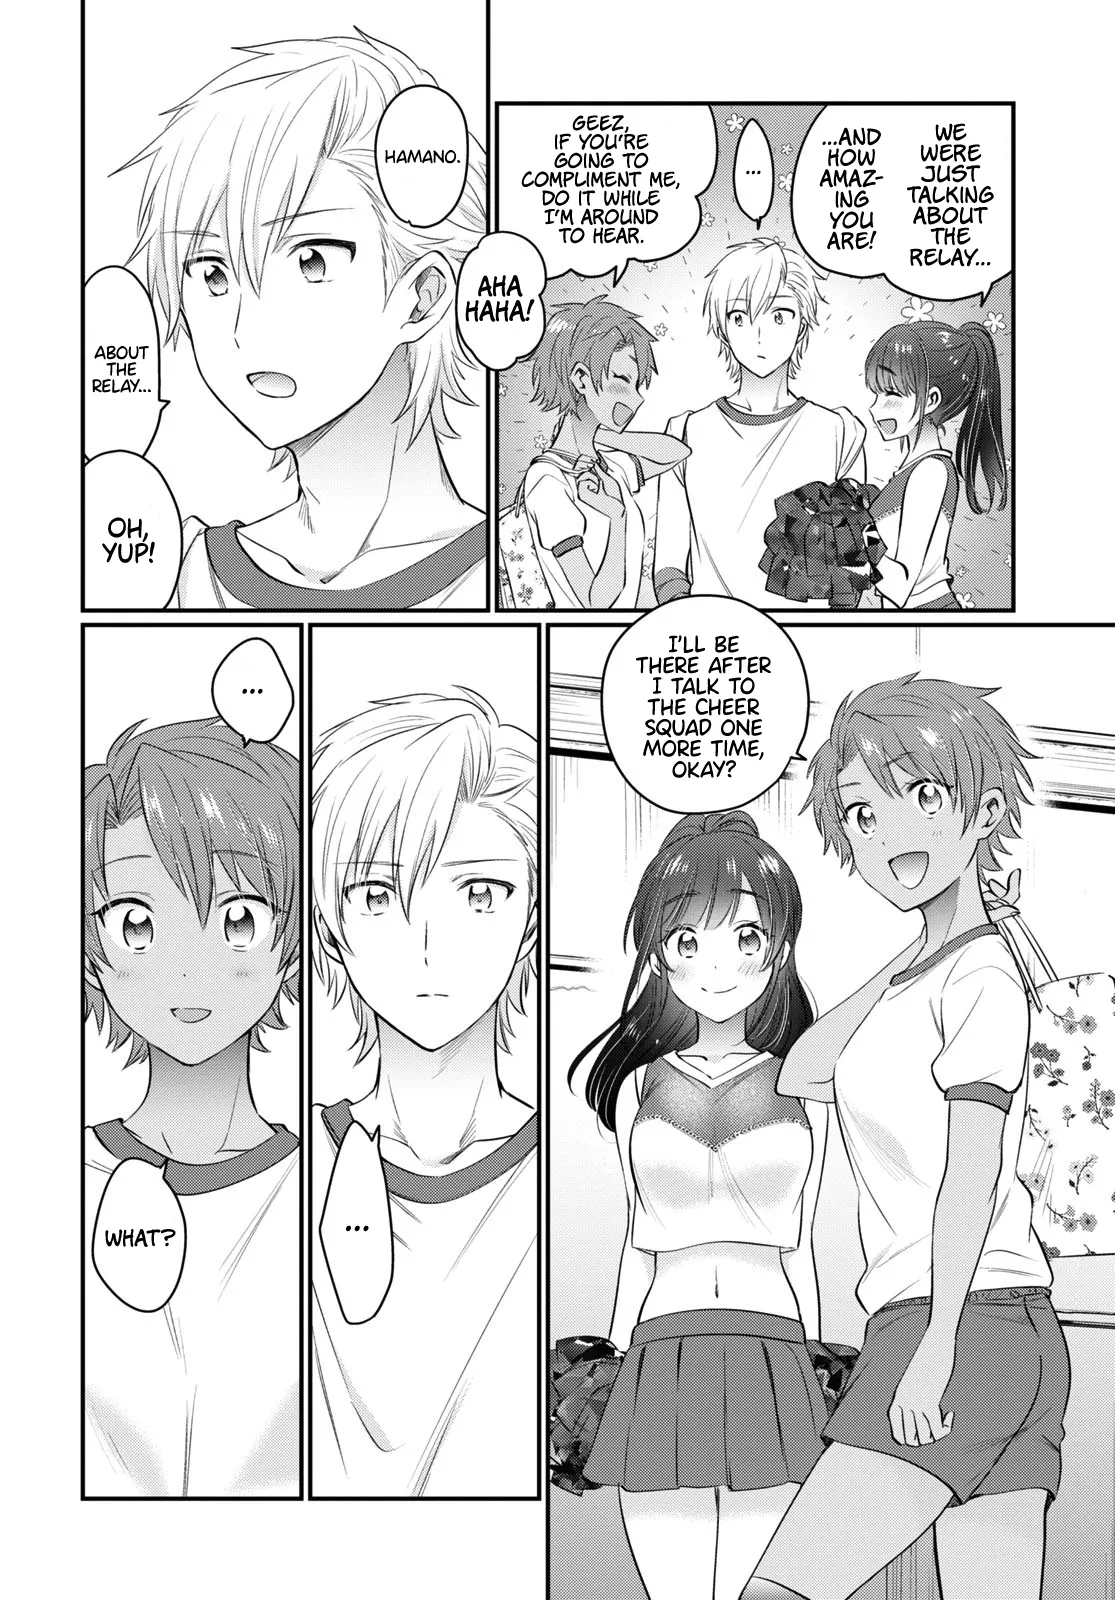 WE
WERE
JUST
TALKING
ABOUT
THE
RELAY...
...AND
HOW
AMAZ-
ING
YOU
ARE!
...
GEEZ,
IF YOU'RE
GOING TO
COMPLIMENT ME,
DO IT WHILE
I'M AROUND
TO HEAR.
AHA
HAHA!
HAMANO.
ABOUT
THE
RELAY...
OH,
YUP!
I'LL BE
THERE AFTER
I TALK TO
THE CHEER
SQUAD ONE
MORE TIME,
OKAY?
...
...
WHAT?